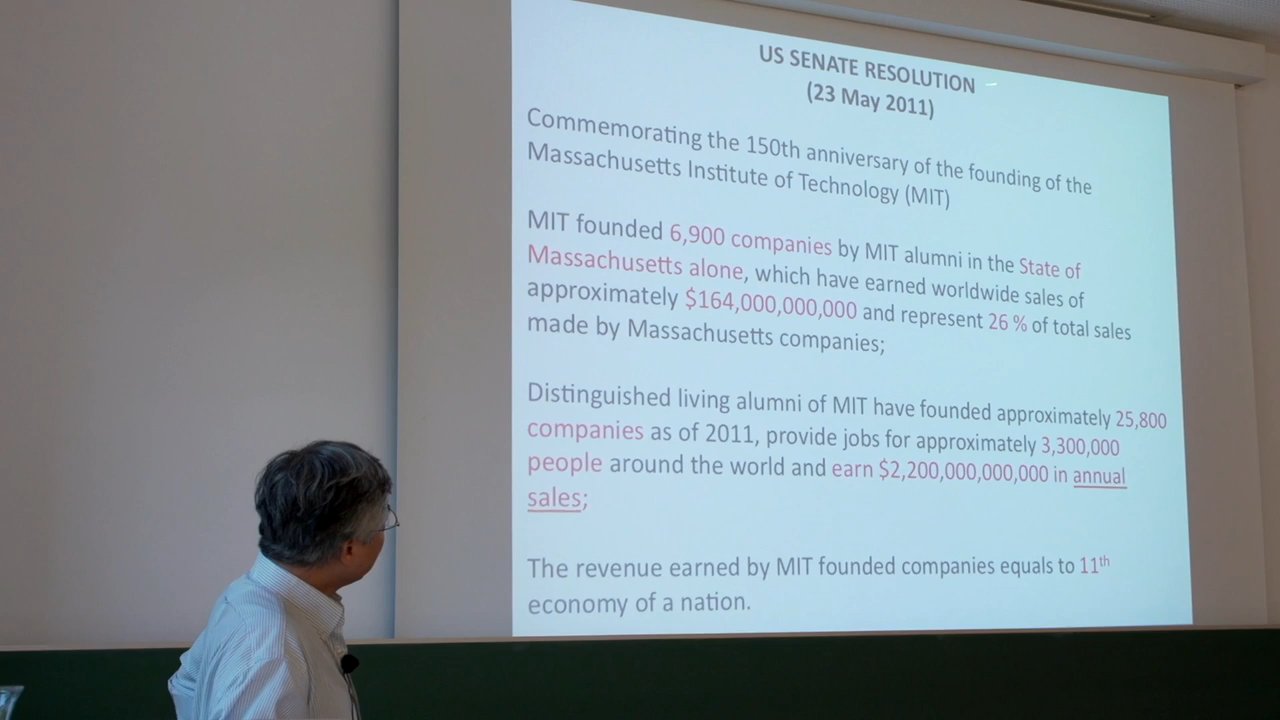 US SENATE RESOLUTION
(23 May 2011)
Commemorating the 150th anniversary of the founding of the
Massachusetts Institute of Technology (MIT)
MIT founded 6,900 companies by MIT alumni in the State of
Massachusetts alone, which have earned worldwide sales of
approximately $164,000,000,000 and represent 26 % of total sales
made by Massachusetts companies;
Distinguished living alumni of MIT have founded approximately 25,800
companies as of 2011, provide jobs for approximately 3,300,000
people around the world and earn $2,200,000,000,000 in annual
sales;
The revenue earned by MIT founded companies equals to 11th
economy of a nation.